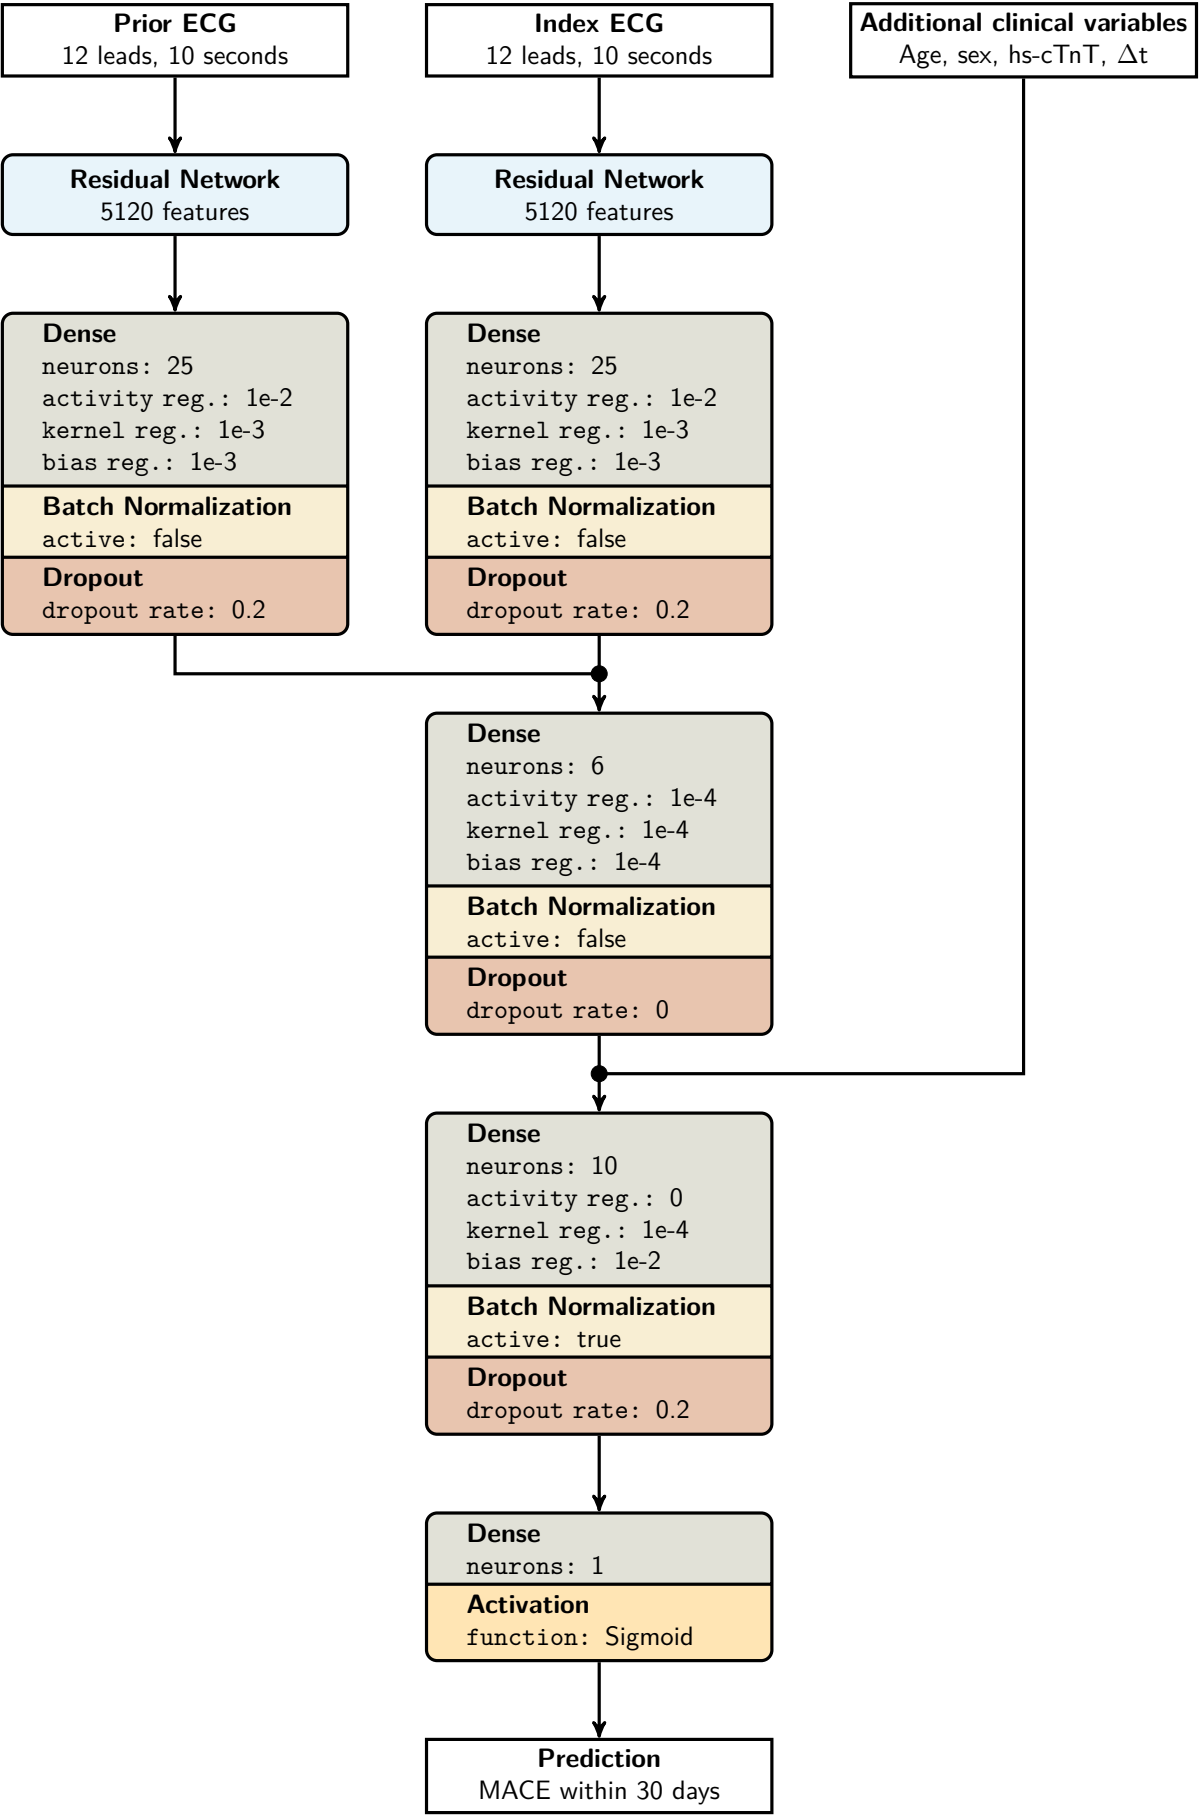 Prior ECG
12 leads, 10 seconds
Index ECG
12 leads, 10 seconds
Additional clinical variables
Age, sex, hs-cTnT, Δt
Residual Network
5120 features
Residual Network
5120 features
Dense
neurons: 25
activity reg.: 1e-2
kernel reg.: 1e-3
bias reg.: 1e-3
Batch Normalization
active: false
Dropout
dropout rate: 0.2
Dense
neurons: 25
activity reg.: 1e-2
kernel reg.: 1e-3
bias reg.: 1e-3
Batch Normalization
active: false
Dropout
dropout rate: 0.2
Dense
neurons: 6
activity reg.: 1e-4
kernel reg.: 1e-4
bias reg.: 1e-4
Batch Normalization
active: false
Dropout
dropout rate: 0
Dense
neurons: 10
activity reg.: 0
kernel reg.: 1e-4
bias reg.: 1e-2
Batch Normalization
active: true
Dropout
dropout rate: 0.2
Dense
neurons: 1
Activation
function: Sigmoid
Prediction
MACE within 30 days